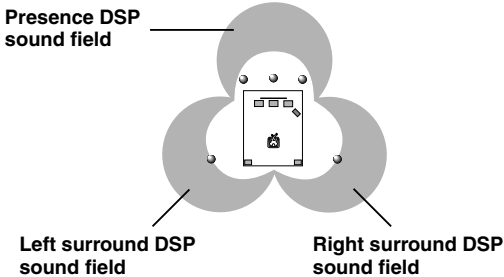 Presence DSP
sound field
Left surround DSP
sound field
Right surround DSP
sound field